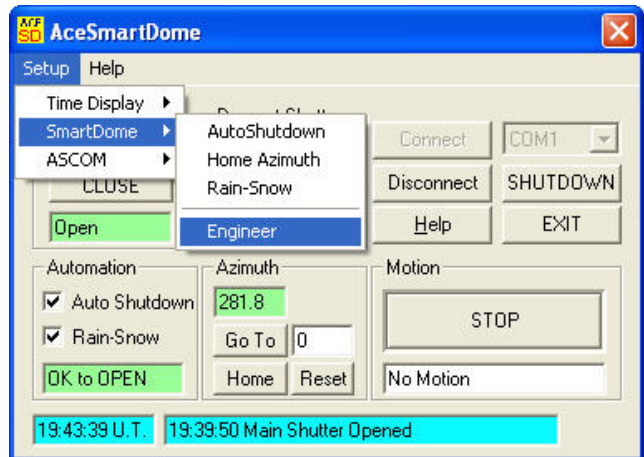 ACE SD AceSmartDome
Setup Help
Time Display
SmartDome
ASCOM
AutoShutdown
Home Azimuth
Rain-Snow
Engineer
Connect COM1
CLOSE Disconnect SHUTDOWN
Open Help EXIT
Automation Azimuth Motion
Auto Shutdown 281.8 STOP
Rain-Snow Go To 0
OK to OPEN Home Reset No Motion
19:43:39 U.T. 19:39:50 Main Shutter Opened